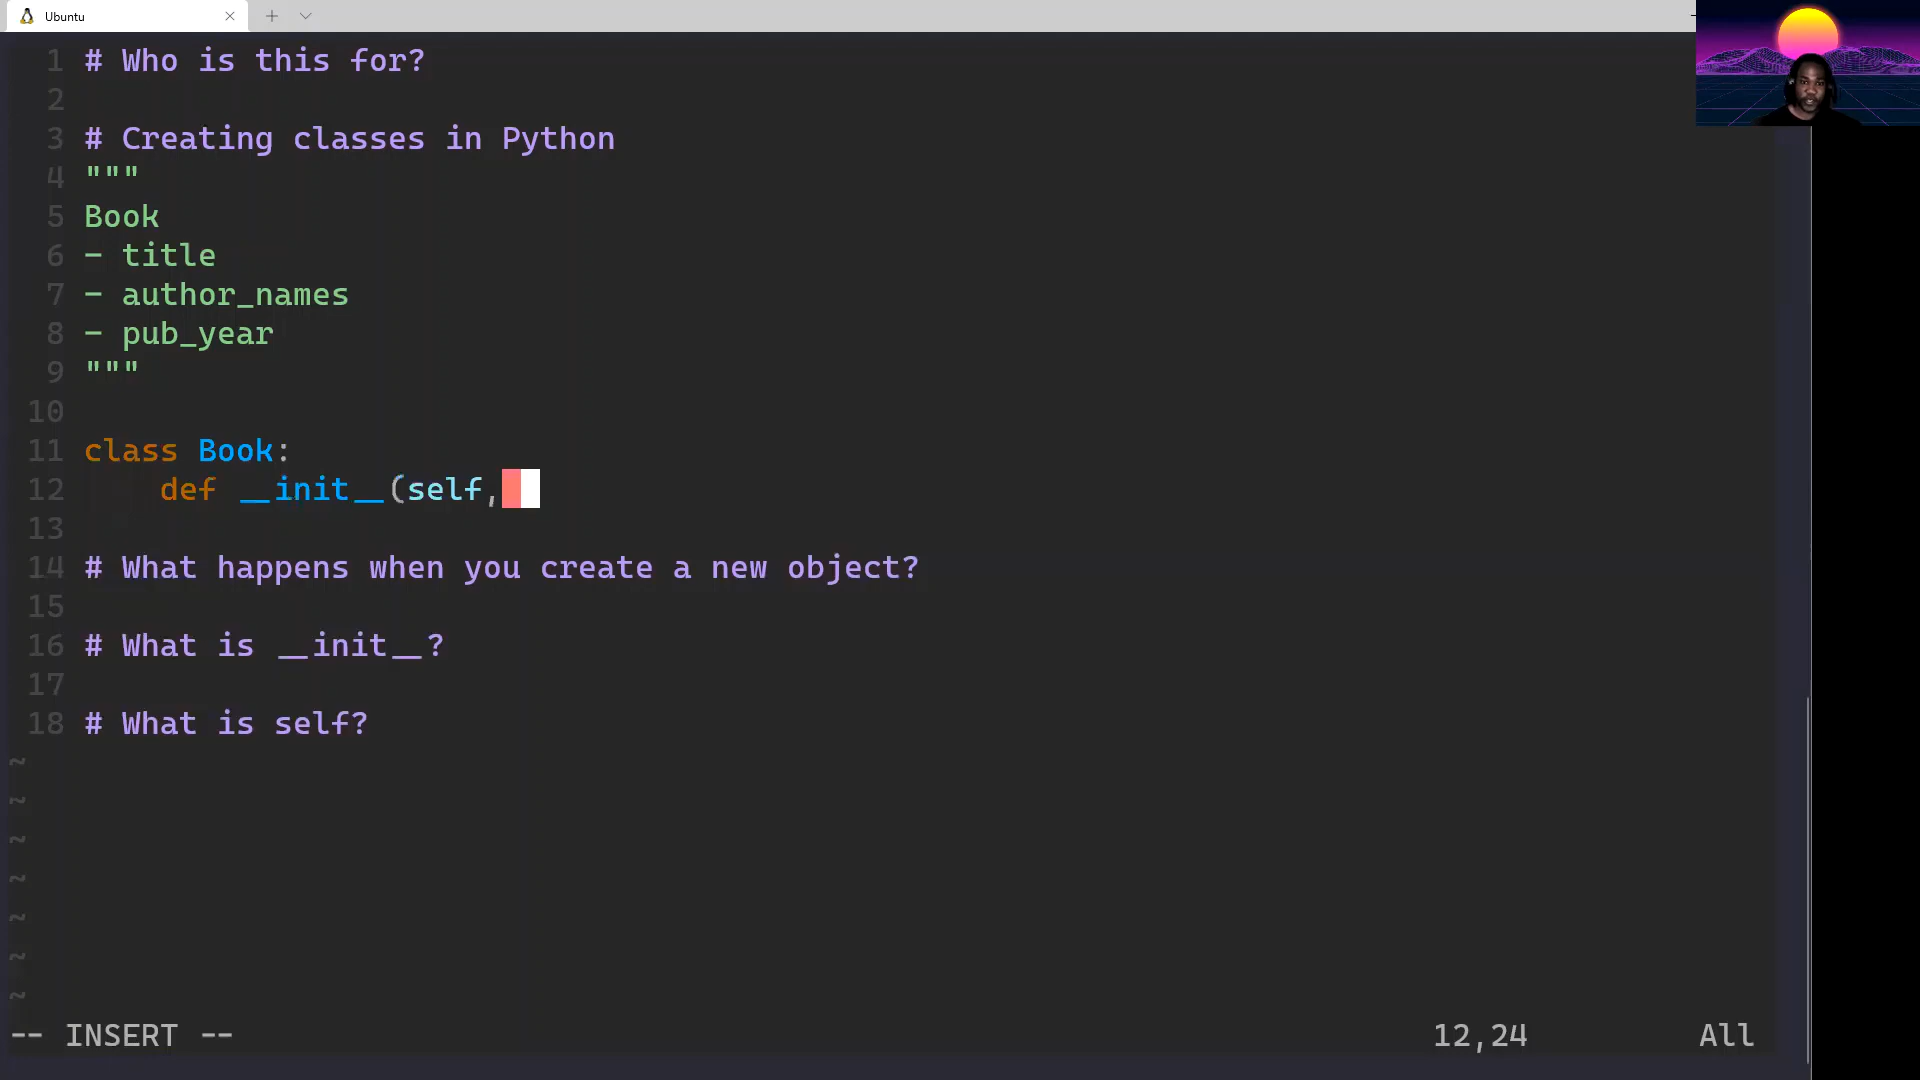 Ubuntu
1 # Who is this for?
2
3 # Creating classes in Python
4 """
5 Book
6 - title
7 - author_names
8 - pub_year
9 """
10
11 class Book:
12     def __init__(self,
13
14 # What happens when you create a new object?
15
16 # What is __init__?
17
18 # What is self?
~
~
~
~
~
~
~
-- INSERT -- 12,24 All